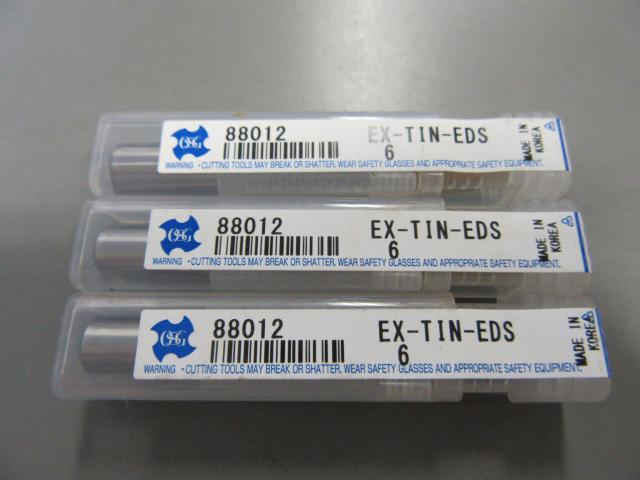 OSG
88012
EX-TIN-EDS
6
MADE IN
KOREA
WARNING • CUTTING TOOLS MAY BREAK OR SHATTER. WEAR SAFETY GLASSES AND APPROPRIATE SAFETY EQUIPMENT.
OSG
88012
EX-TIN-EDS
6
MADE IN
KOREA
WARNING • CUTTING TOOLS MAY BREAK OR SHATTER. WEAR SAFETY GLASSES AND APPROPRIATE SAFETY EQUIPMENT.
OSG
88012
EX-TIN-EDS
6
MADE IN
KOREA
WARNING • CUTTING TOOLS MAY BREAK OR SHATTER. WEAR SAFETY GLASSES AND APPROPRIATE SAFETY EQUIPMENT.